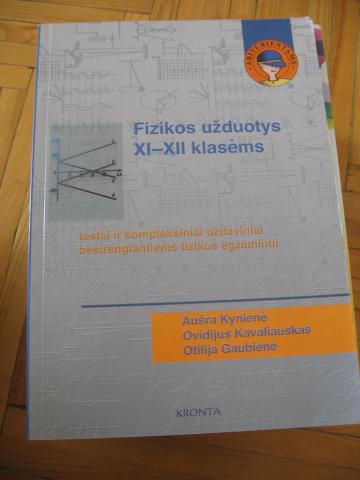 ABITURIENTAMS
Fizikos užduotys
XI–XII klasėms
testai ir kompleksiniai uždaviniai
besirengiantiems fizikos egzaminui
Aušra Kynienė
Ovidijus Kavaliauskas
Otilija Gaubienė
KRONTA